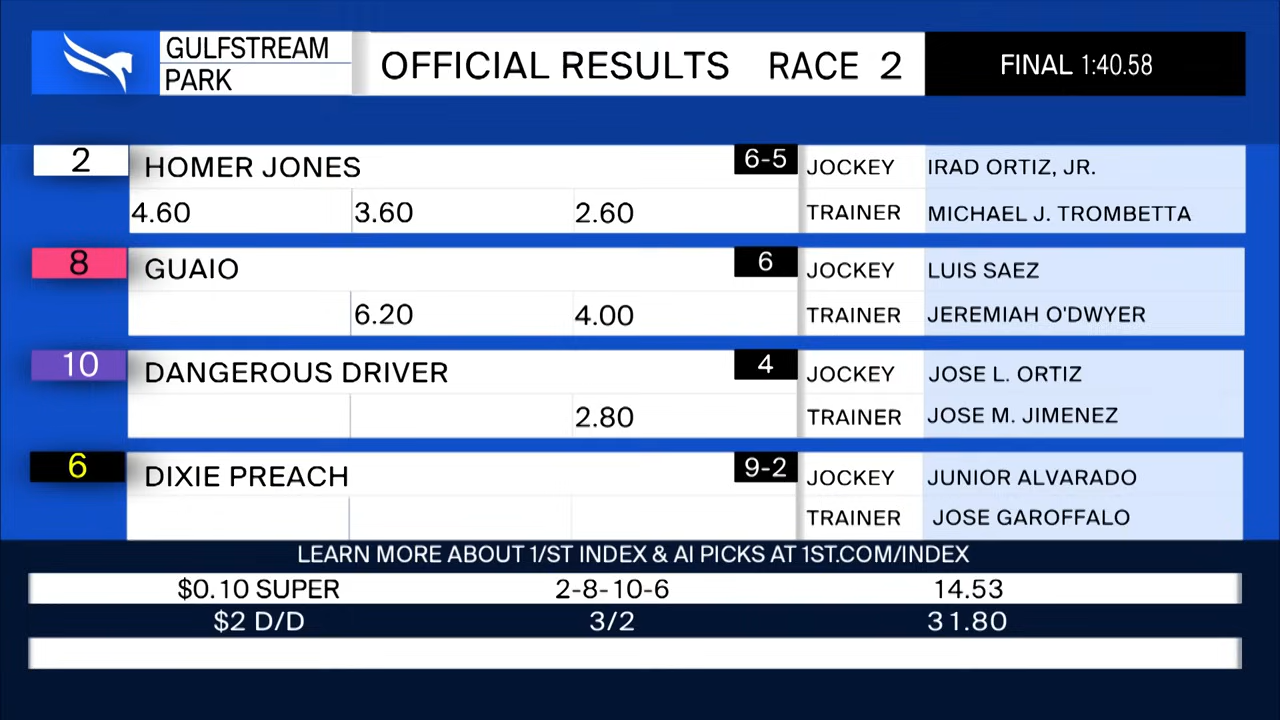 GULFSTREAM
PARK
OFFICIAL RESULTS RACE 2
FINAL 1:40.58
2 HOMER JONES 6-5 JOCKEY IRAD ORTIZ, JR.
4.60 3.60 2.60 TRAINER MICHAEL J. TROMBETTA
8 GUAIO 6 JOCKEY LUIS SAEZ
6.20 4.00 TRAINER JEREMIAH O'DWYER
10 DANGEROUS DRIVER 4 JOCKEY JOSE L. ORTIZ
2.80 TRAINER JOSE M. JIMENEZ
6 DIXIE PREACH 9-2 JOCKEY JUNIOR ALVARADO
TRAINER JOSE GAROFFALO
LEARN MORE ABOUT 1/ST INDEX & AI PICKS AT 1ST.COM/INDEX
$0.10 SUPER 2-8-10-6 14.53
$2 D/D 3/2 31.80